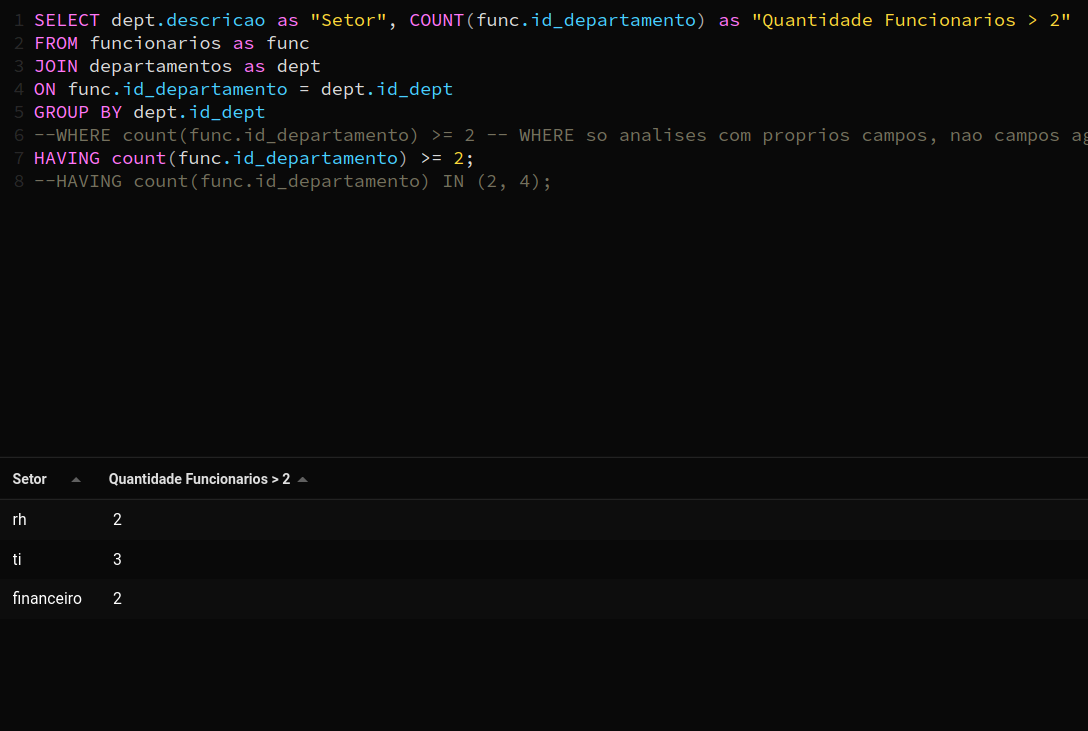 1 SELECT dept.descricao as "Setor", COUNT(func.id_departamento) as "Quantidade Funcionarios > 2"
2 FROM funcionarios as func
3 JOIN departamentos as dept
4 ON func.id_departamento = dept.id_dept
5 GROUP BY dept.id_dept
6 --WHERE count(func.id_departamento) >= 2 -- WHERE so analises com proprios campos, nao campos
7 HAVING count(func.id_departamento) >= 2;
8 --HAVING count(func.id_departamento) IN (2, 4);
Setor Quantidade Funcionarios > 2
rh 2
ti 3
financeiro 2